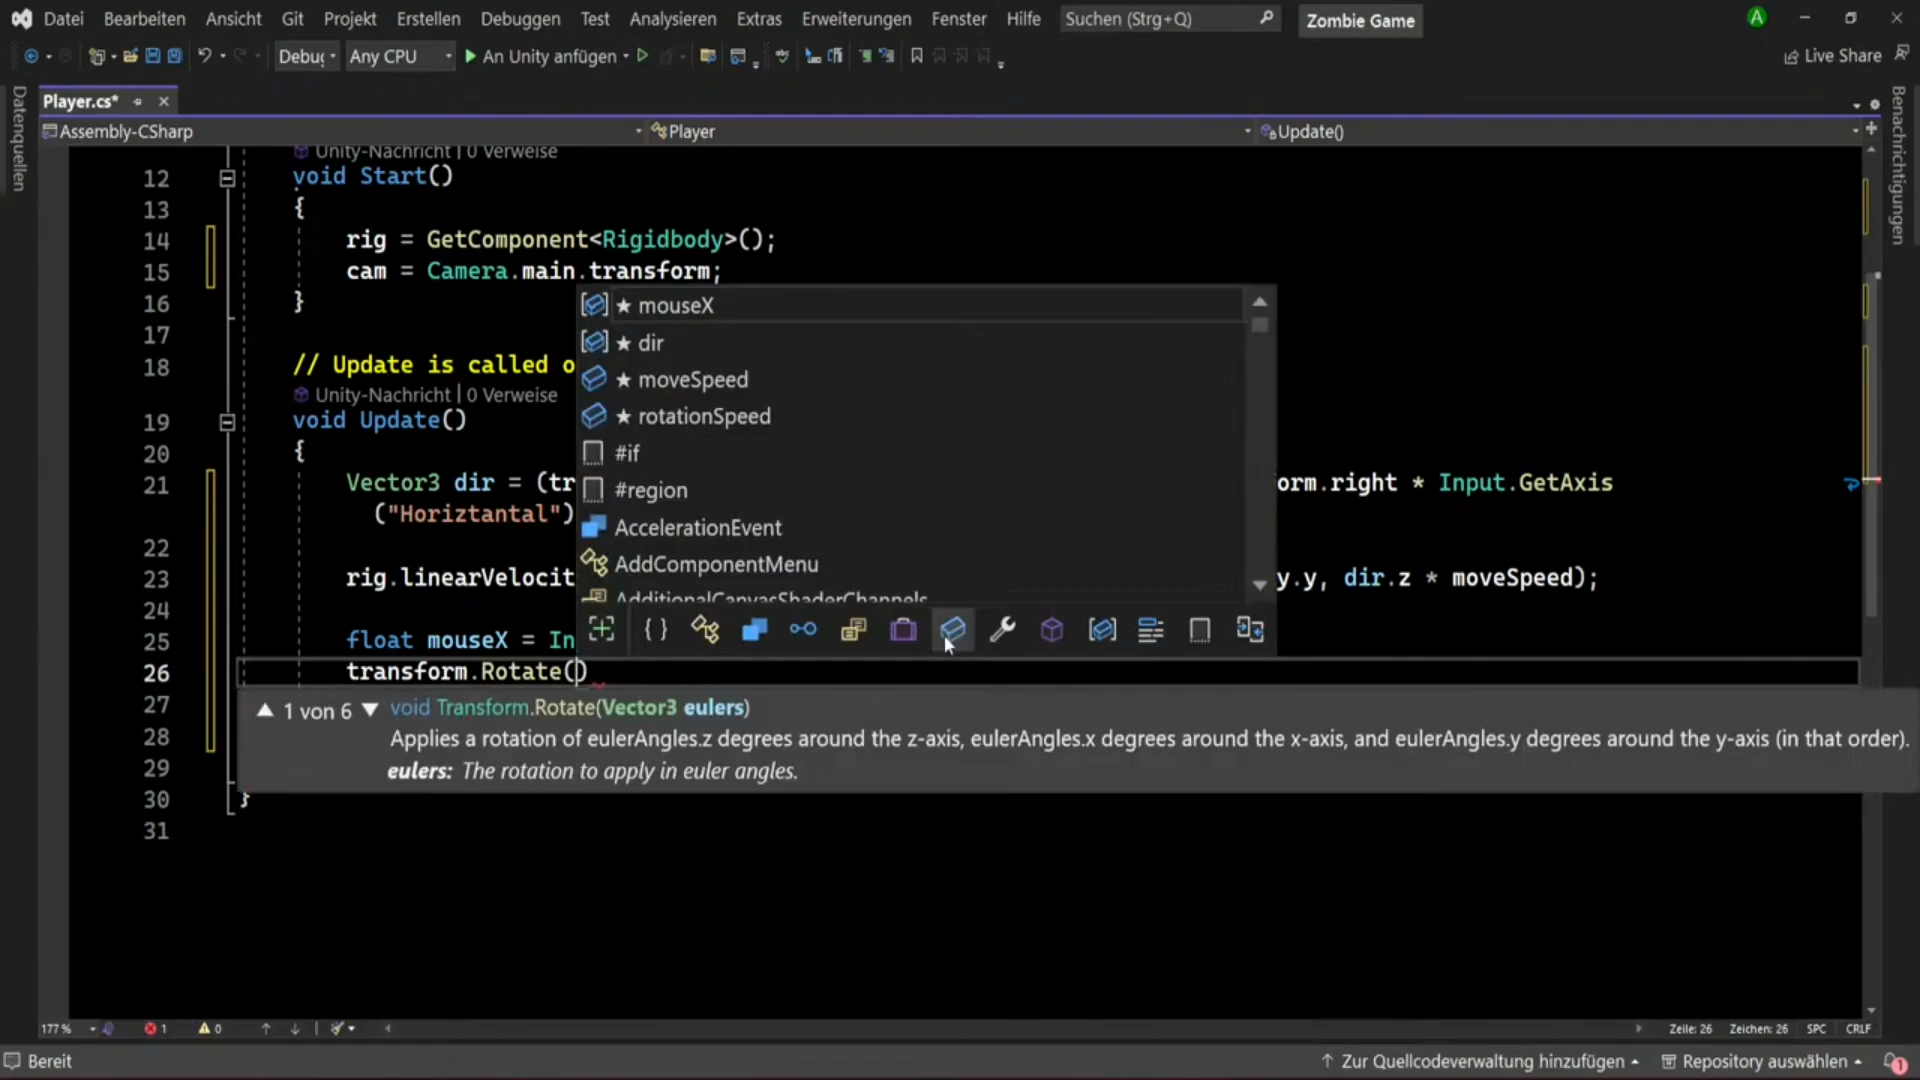 Datei Bearbeiten Ansicht Git Projekt Erstellen Debuggen Test Analysieren Extras Erweiterungen Fenster Hilfe Suchen (Strg+Q) Zombie Game A
Debug Any CPU An Unity anfügen Live Share
Player.cs*
Assembly-CSharp Player Update()
Datenquellen
Benachrichtigungen
Unity-Nachricht | 0 Verweise
12 void Start()
13 {
14 rig = GetComponent<Rigidbody>();
15 cam = Camera.main.transform;
16 }
17
18 // Update is called o
Unity-Nachricht | 0 Verweise
19 void Update()
20 {
21 Vector3 dir = (tr orm.right * Input.GetAxis
("Horiztantal")
22
23 rig.linearVelocit y.y, dir.z * moveSpeed);
24
25 float mouseX = In
26 transform.Rotate()
27
28
29
30 }
31
★ mouseX
★ dir
★ moveSpeed
★ rotationSpeed
#if
#region
AccelerationEvent
AddComponentMenu
AdditionalCanvasShaderChannels
1 von 6 void Transform.Rotate(Vector3 eulers)
Applies a rotation of eulerAngles.z degrees around the z-axis, eulerAngles.x degrees around the x-axis, and eulerAngles.y degrees around the y-axis (in that order).
eulers: The rotation to apply in euler angles.
177 % 1 0 Zeile: 26 Zeichen: 26 SPC CRLF
Bereit Zur Quellcodeverwaltung hinzufügen Repository auswählen 1